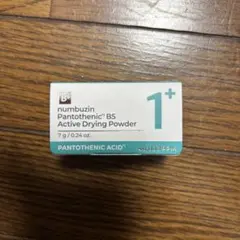 numbuzin
Pantothenic® B5
Active Drying Powder
7 g / 0.24 oz.
1+
PANTOTHENIC ACID+